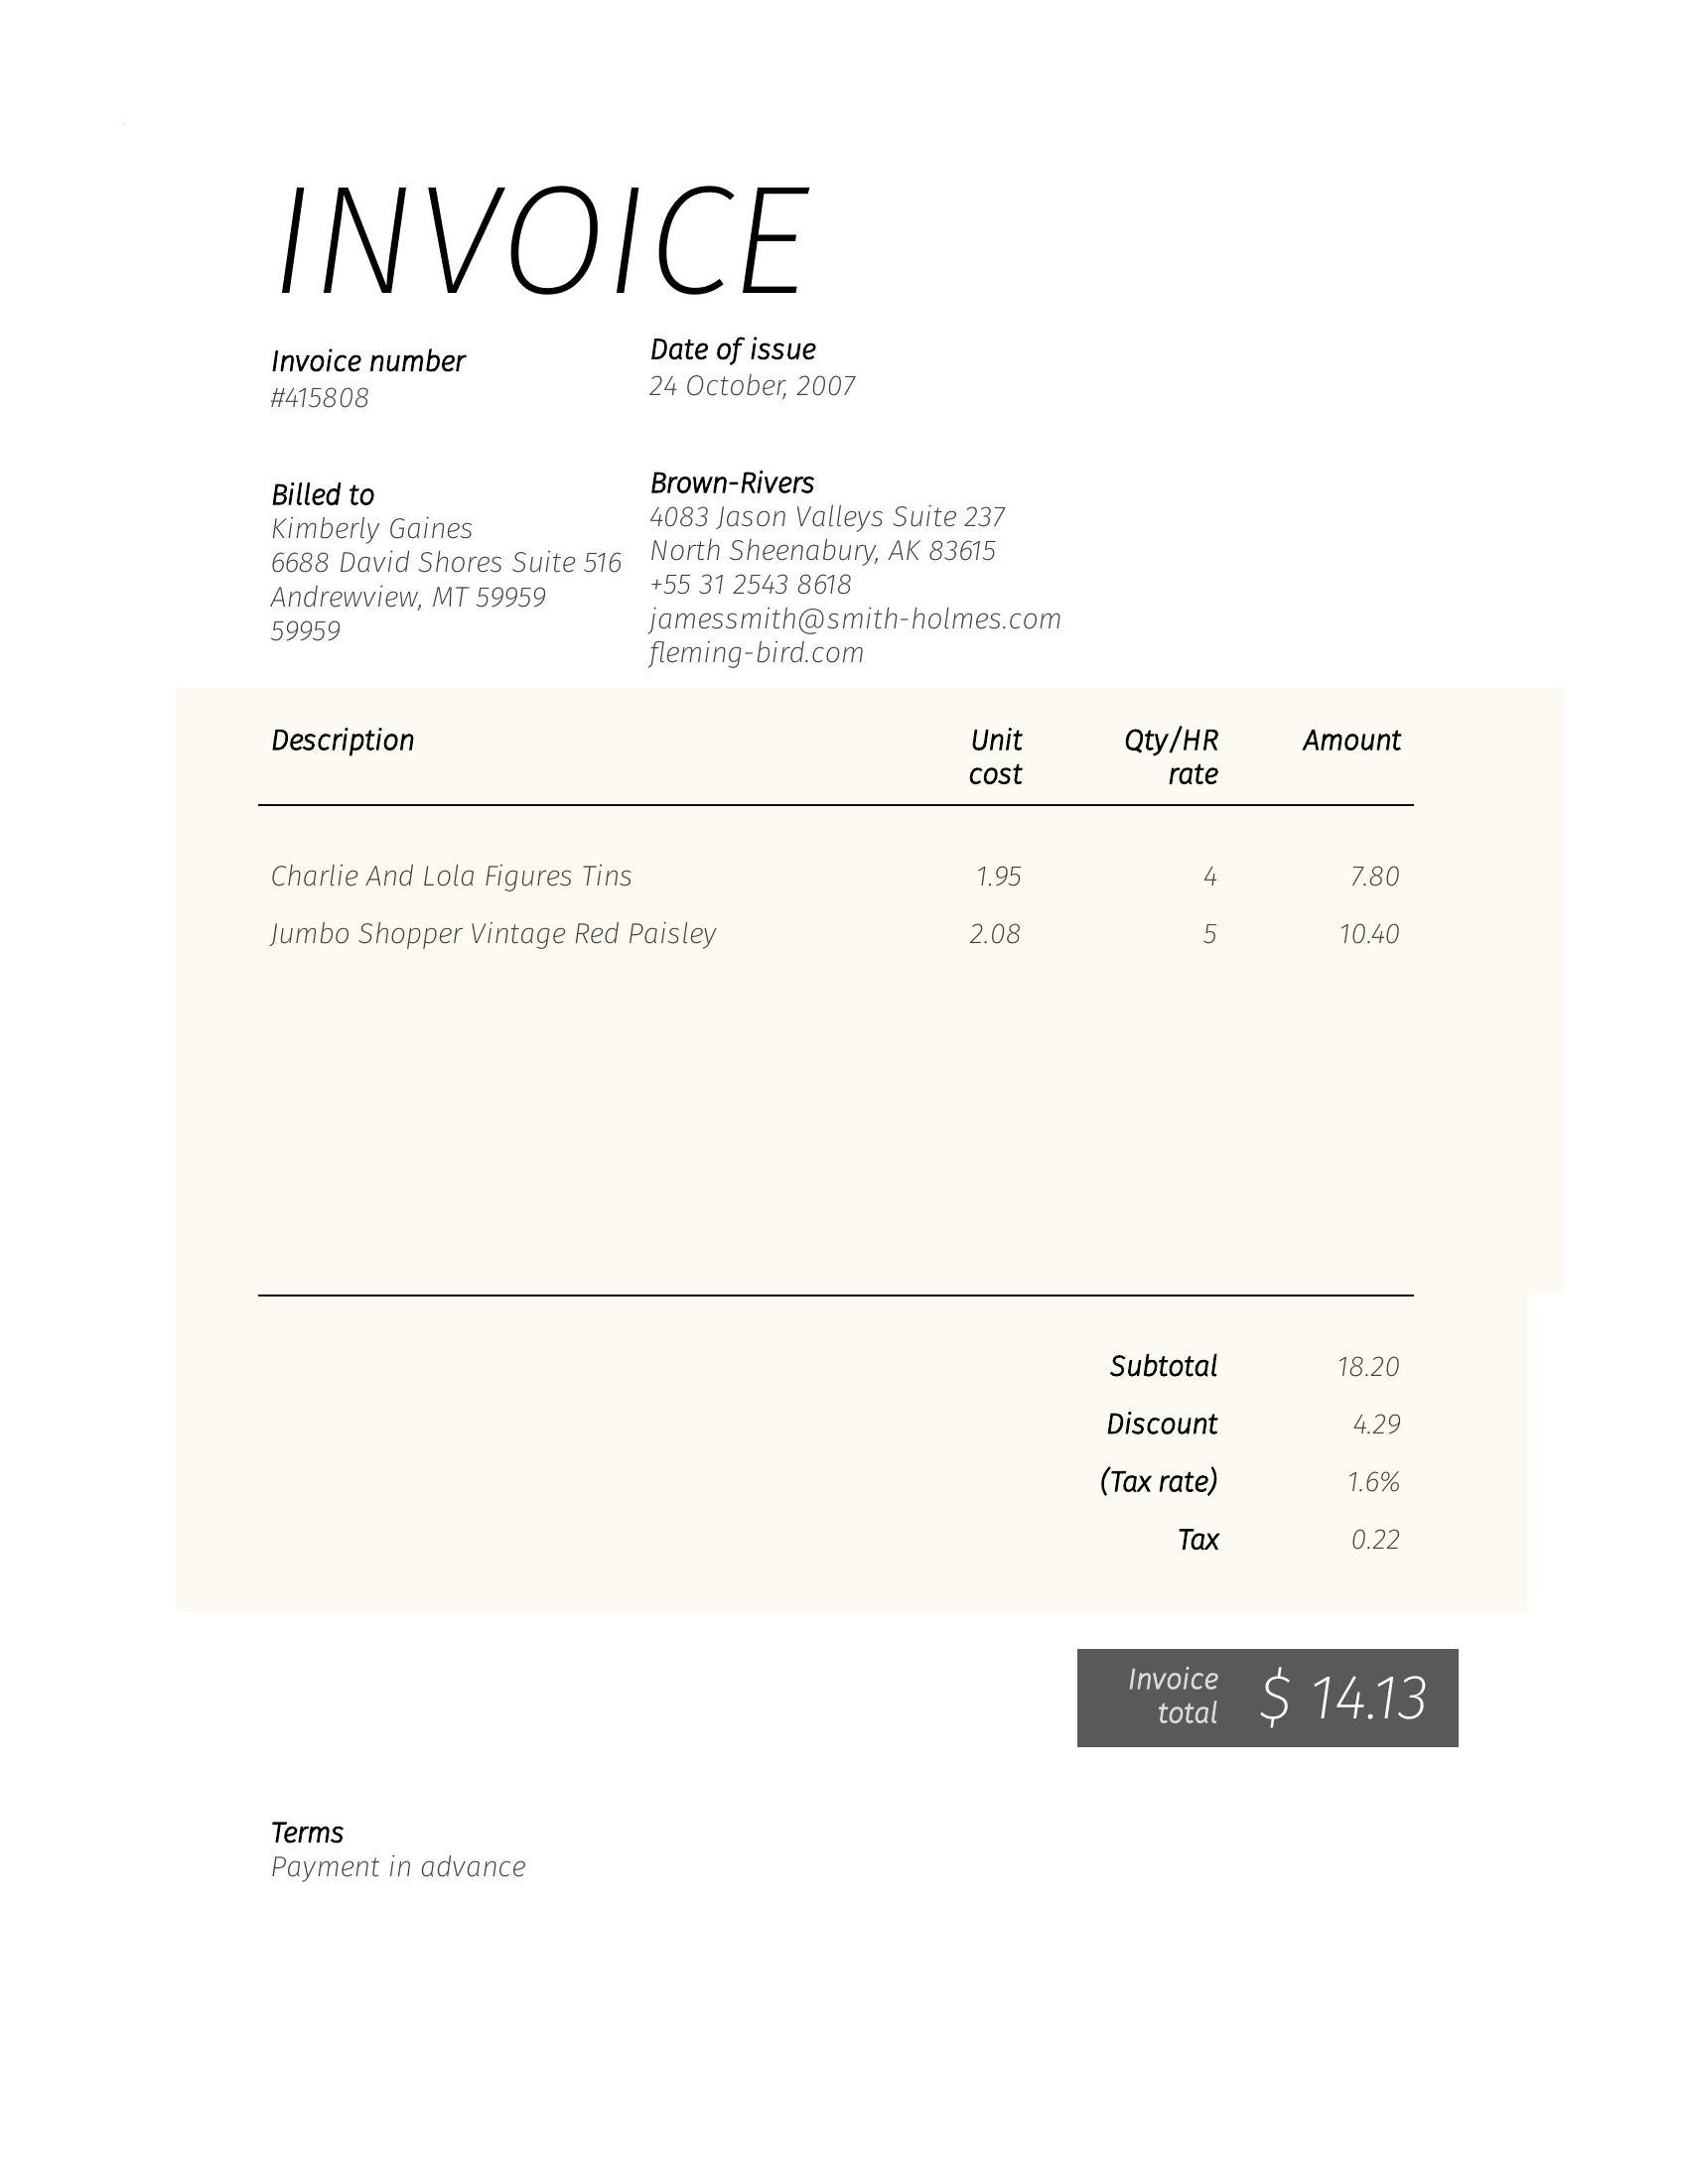 INVOICE
Invoice number
#415808
Date of issue
24 October, 2007
Billed to
Kimberly Gaines
6688 David Shores Suite 516
Andrewview, MT 59959
59959
Brown-Rivers
4083 Jason Valleys Suite 237
North Sheenabury, AK 83615
+55 31 2543 8618
jamessmith@smith-holmes.com
fleming-bird.com
Description Unit cost Qty/HR rate Amount
Charlie And Lola Figures Tins 1.95 4 7.80
Jumbo Shopper Vintage Red Paisley 2.08 5 10.40
Subtotal 18.20
Discount 4.29
(Tax rate) 1.6%
Tax 0.22
Invoice total $ 14.13
Terms
Payment in advance